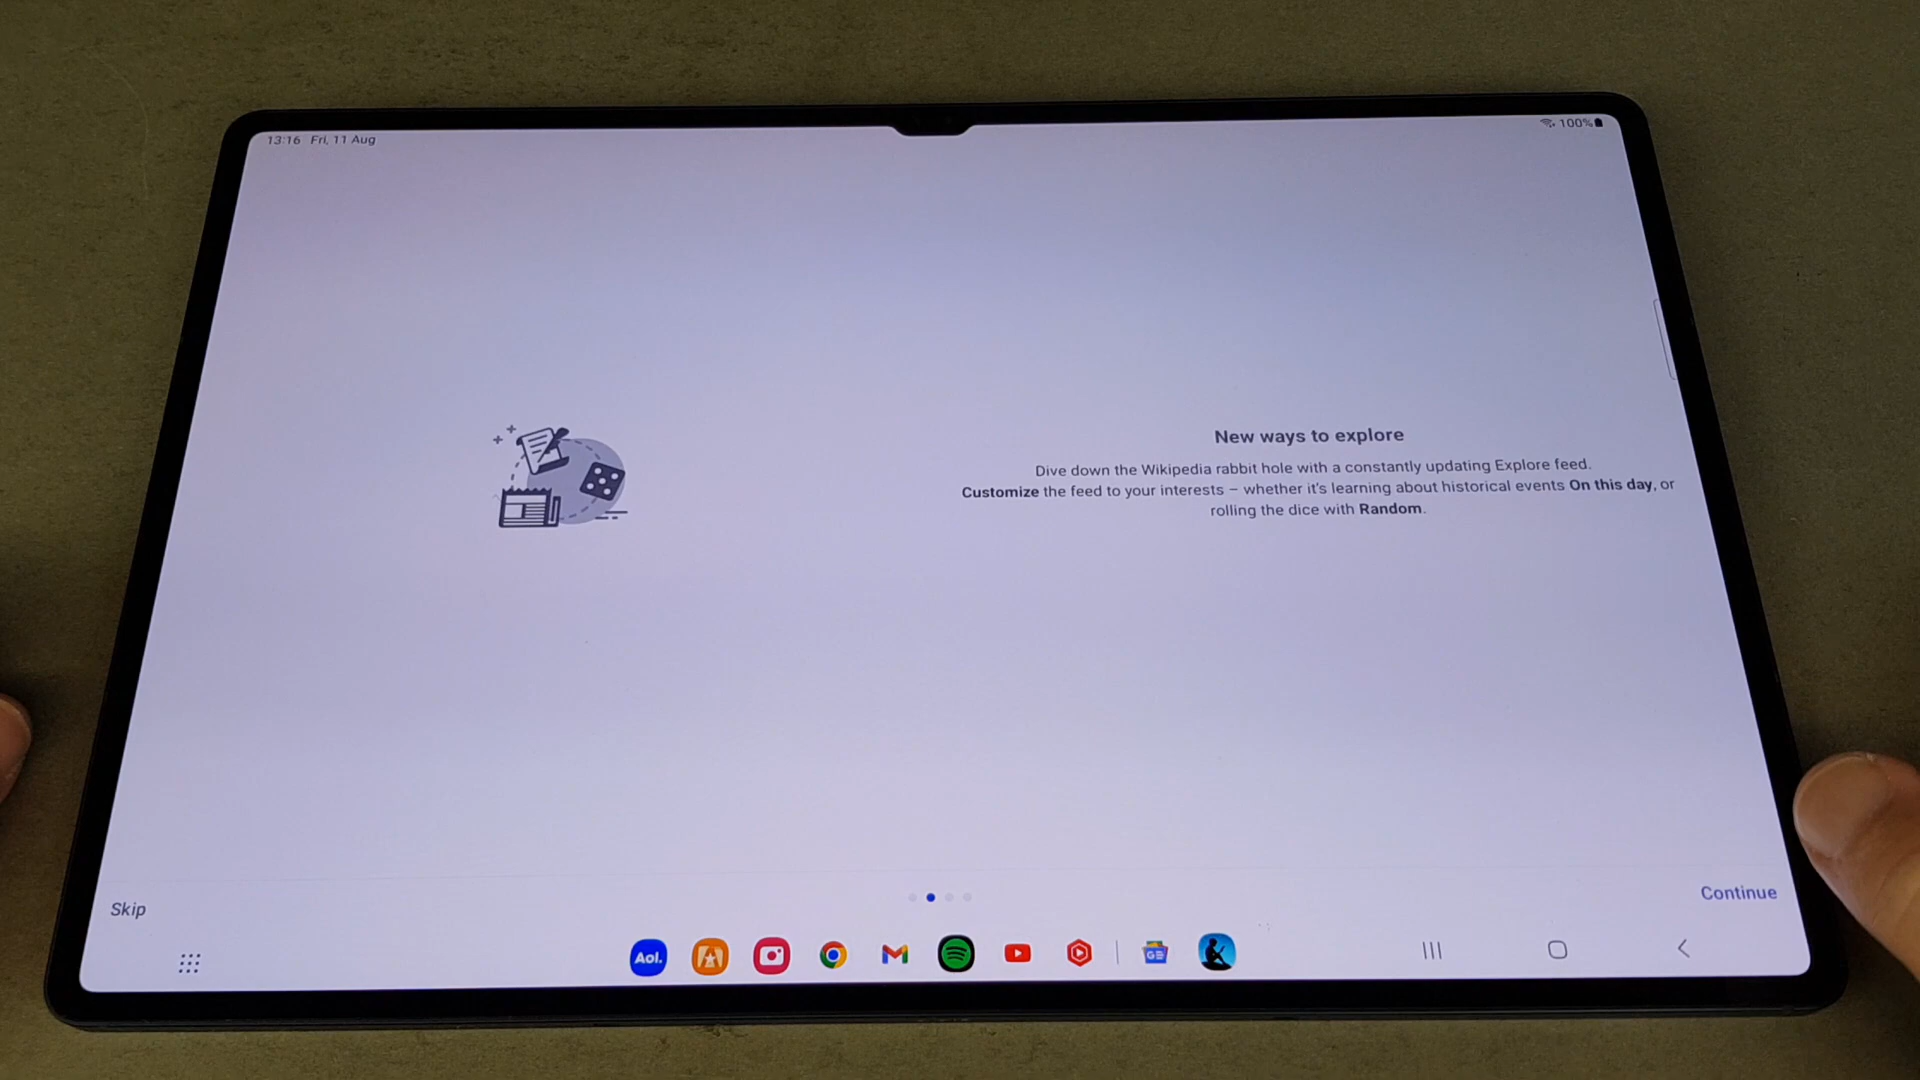 13:16 Fri, 11 Aug
100%
New ways to explore
Dive down the Wikipedia rabbit hole with a constantly updating Explore feed.
Customize the feed to your interests – whether it's learning about historical events On this day, or
rolling the dice with Random.
Skip
Continue
Aol.
GE